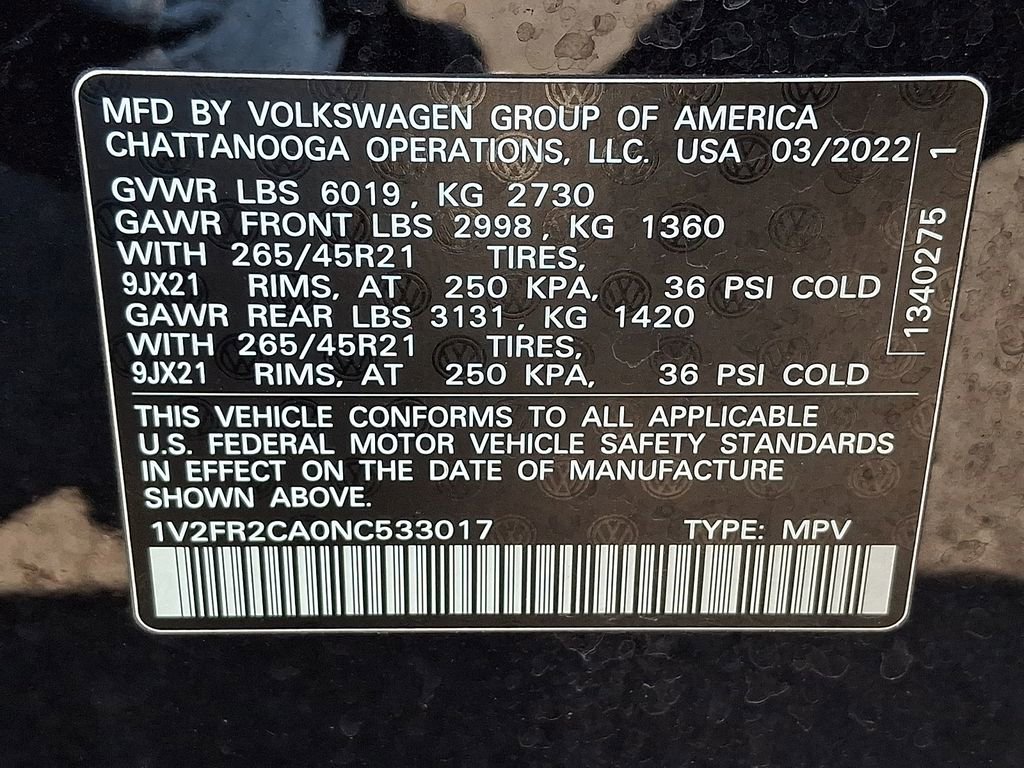 MFD BY VOLKSWAGEN GROUP OF AMERICA
CHATTANOOGA OPERATIONS, LLC. USA 03/2022
GVWR LBS 6019, KG 2730
GAWR FRONT LBS 2998, KG 1360
WITH 265/45R21 TIRES,
9JX21 RIMS, AT 250 KPA, 36 PSI COLD
GAWR REAR LBS 3131, KG 1420
WITH 265/45R21 TIRES,
9JX21 RIMS, AT 250 KPA, 36 PSI COLD
1340275 1
THIS VEHICLE CONFORMS TO ALL APPLICABLE
U.S. FEDERAL MOTOR VEHICLE SAFETY STANDARDS
IN EFFECT ON THE DATE OF MANUFACTURE
SHOWN ABOVE.
1V2FR2CA0NC533017 TYPE: MPV